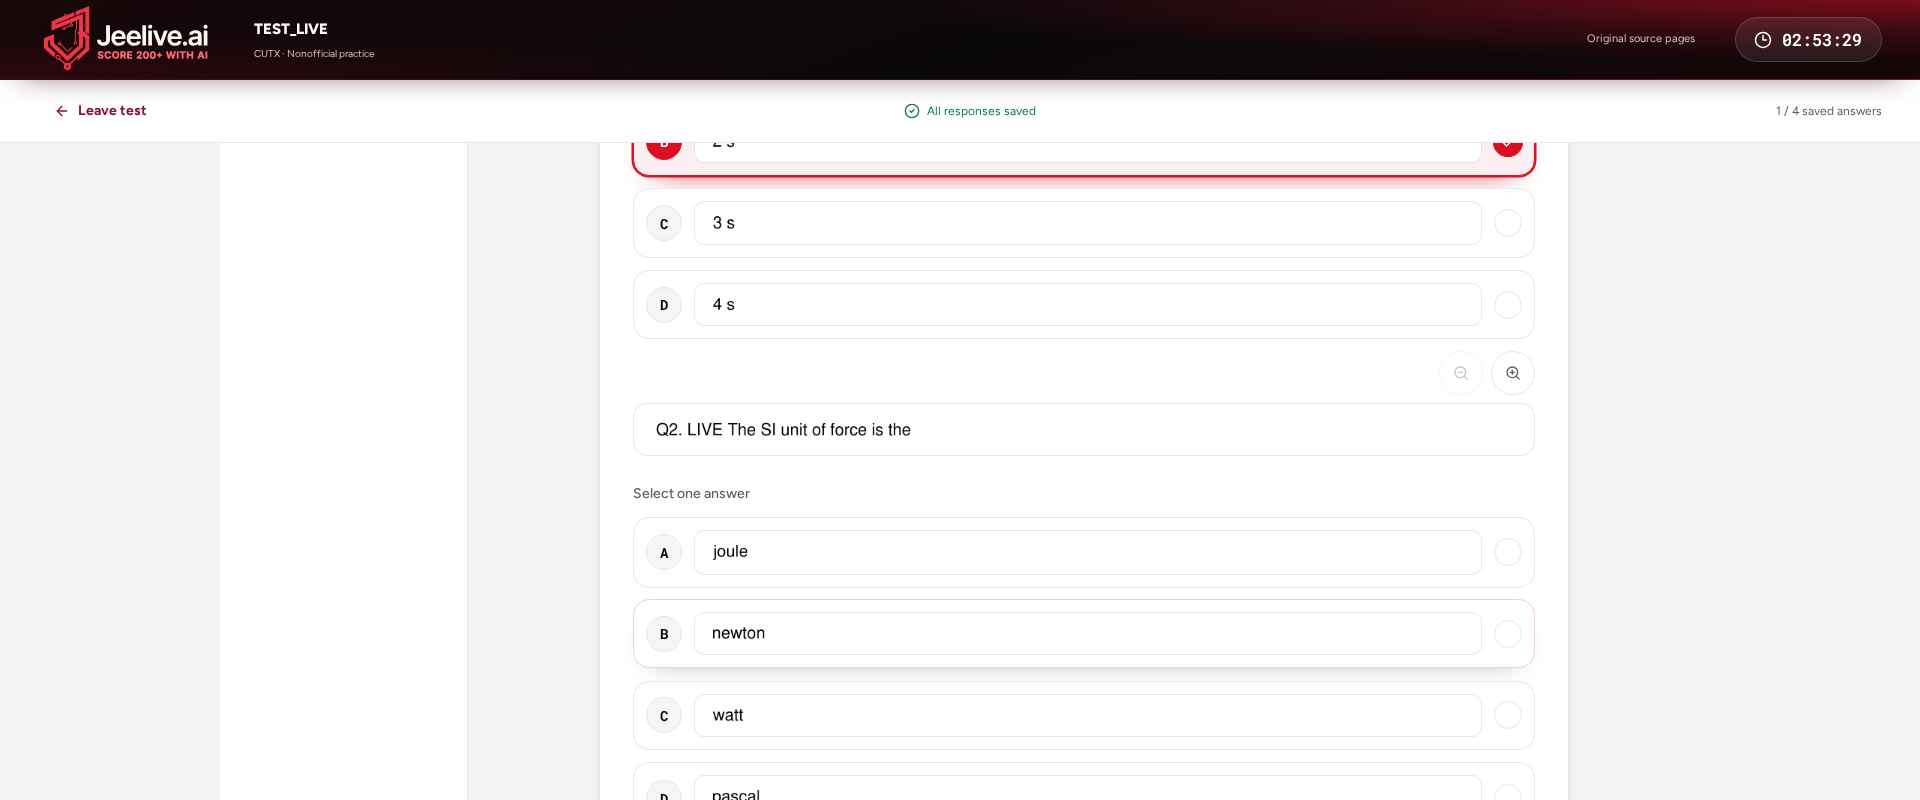 Jeelive.ai
SCORE 200+ WITH AI
TEST_LIVE
CUTX · Nonofficial practice
Original source pages
02:53:29
Leave test
All responses saved
1 / 4 saved answers
B 2 s
C 3 s
D 4 s
Q2. LIVE The SI unit of force is the
Select one answer
A joule
B newton
C watt
D pascal